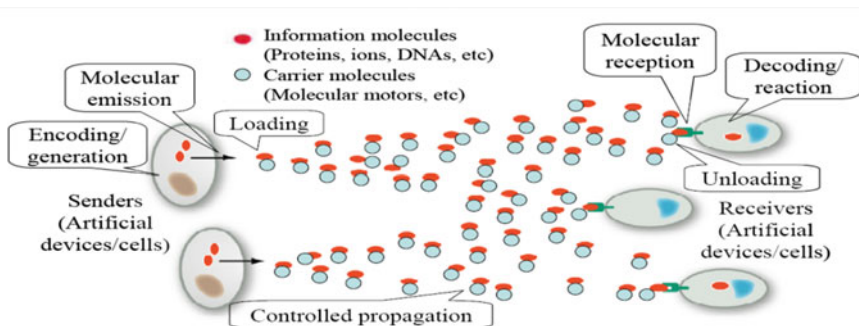 Information molecules
(Proteins, ions, DNAs, etc)
Carrier molecules
(Molecular motors, etc)
Molecular
emission
Encoding/
generation
Loading
Molecular
reception
Decoding/
reaction
Unloading
Senders
(Artificial
devices/cells)
Receivers
(Artificial
devices/cells)
Controlled propagation